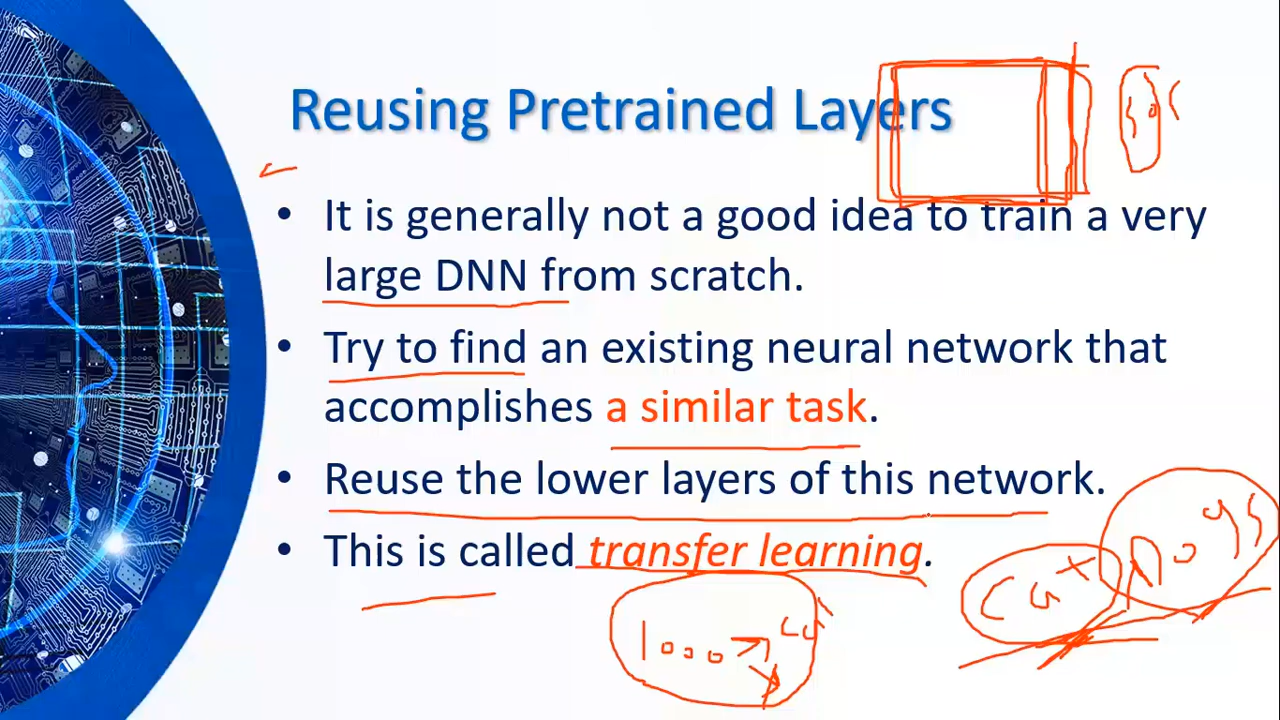 Reusing Pretrained Layers
• It is generally not a good idea to train a very
large DNN from scratch.
• Try to find an existing neural network that
accomplishes a similar task.
• Reuse the lower layers of this network.
• This is called transfer learning.
Cat Dogs
1000